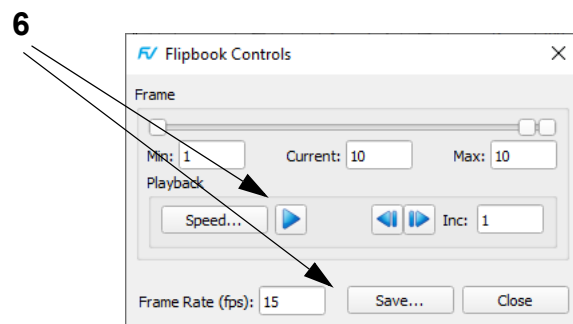 6
FV Flipbook Controls
Frame
Min: 1 Current: 10 Max: 10
Playback
Speed... Inc: 1
Frame Rate (fps): 15 Save... Close